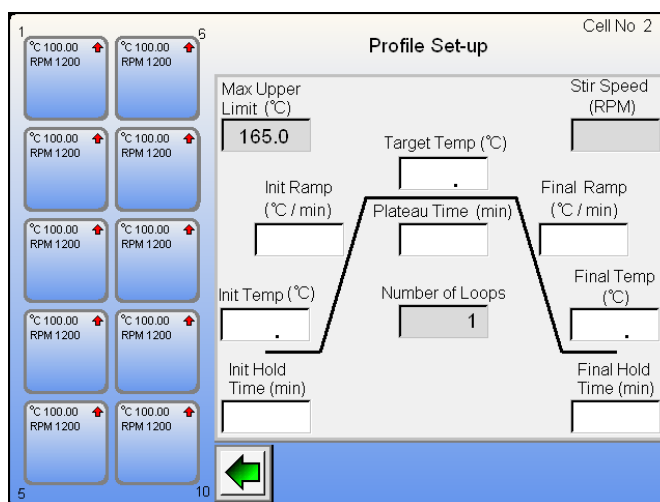 1
6
°C 100.00
RPM 1200
°C 100.00
RPM 1200
°C 100.00
RPM 1200
°C 100.00
RPM 1200
°C 100.00
RPM 1200
°C 100.00
RPM 1200
°C 100.00
RPM 1200
°C 100.00
RPM 1200
°C 100.00
RPM 1200
°C 100.00
RPM 1200
5
10
Cell No 2
Profile Set-up
Max Upper
Limit (°C)
165.0
Stir Speed
(RPM)
Target Temp (°C)
.
Init Ramp
(°C / min)
Plateau Time (min)
Final Ramp
(°C / min)
Init Temp (°C)
.
Number of Loops
1
Final Temp
(°C)
.
Init Hold
Time (min)
Final Hold
Time (min)